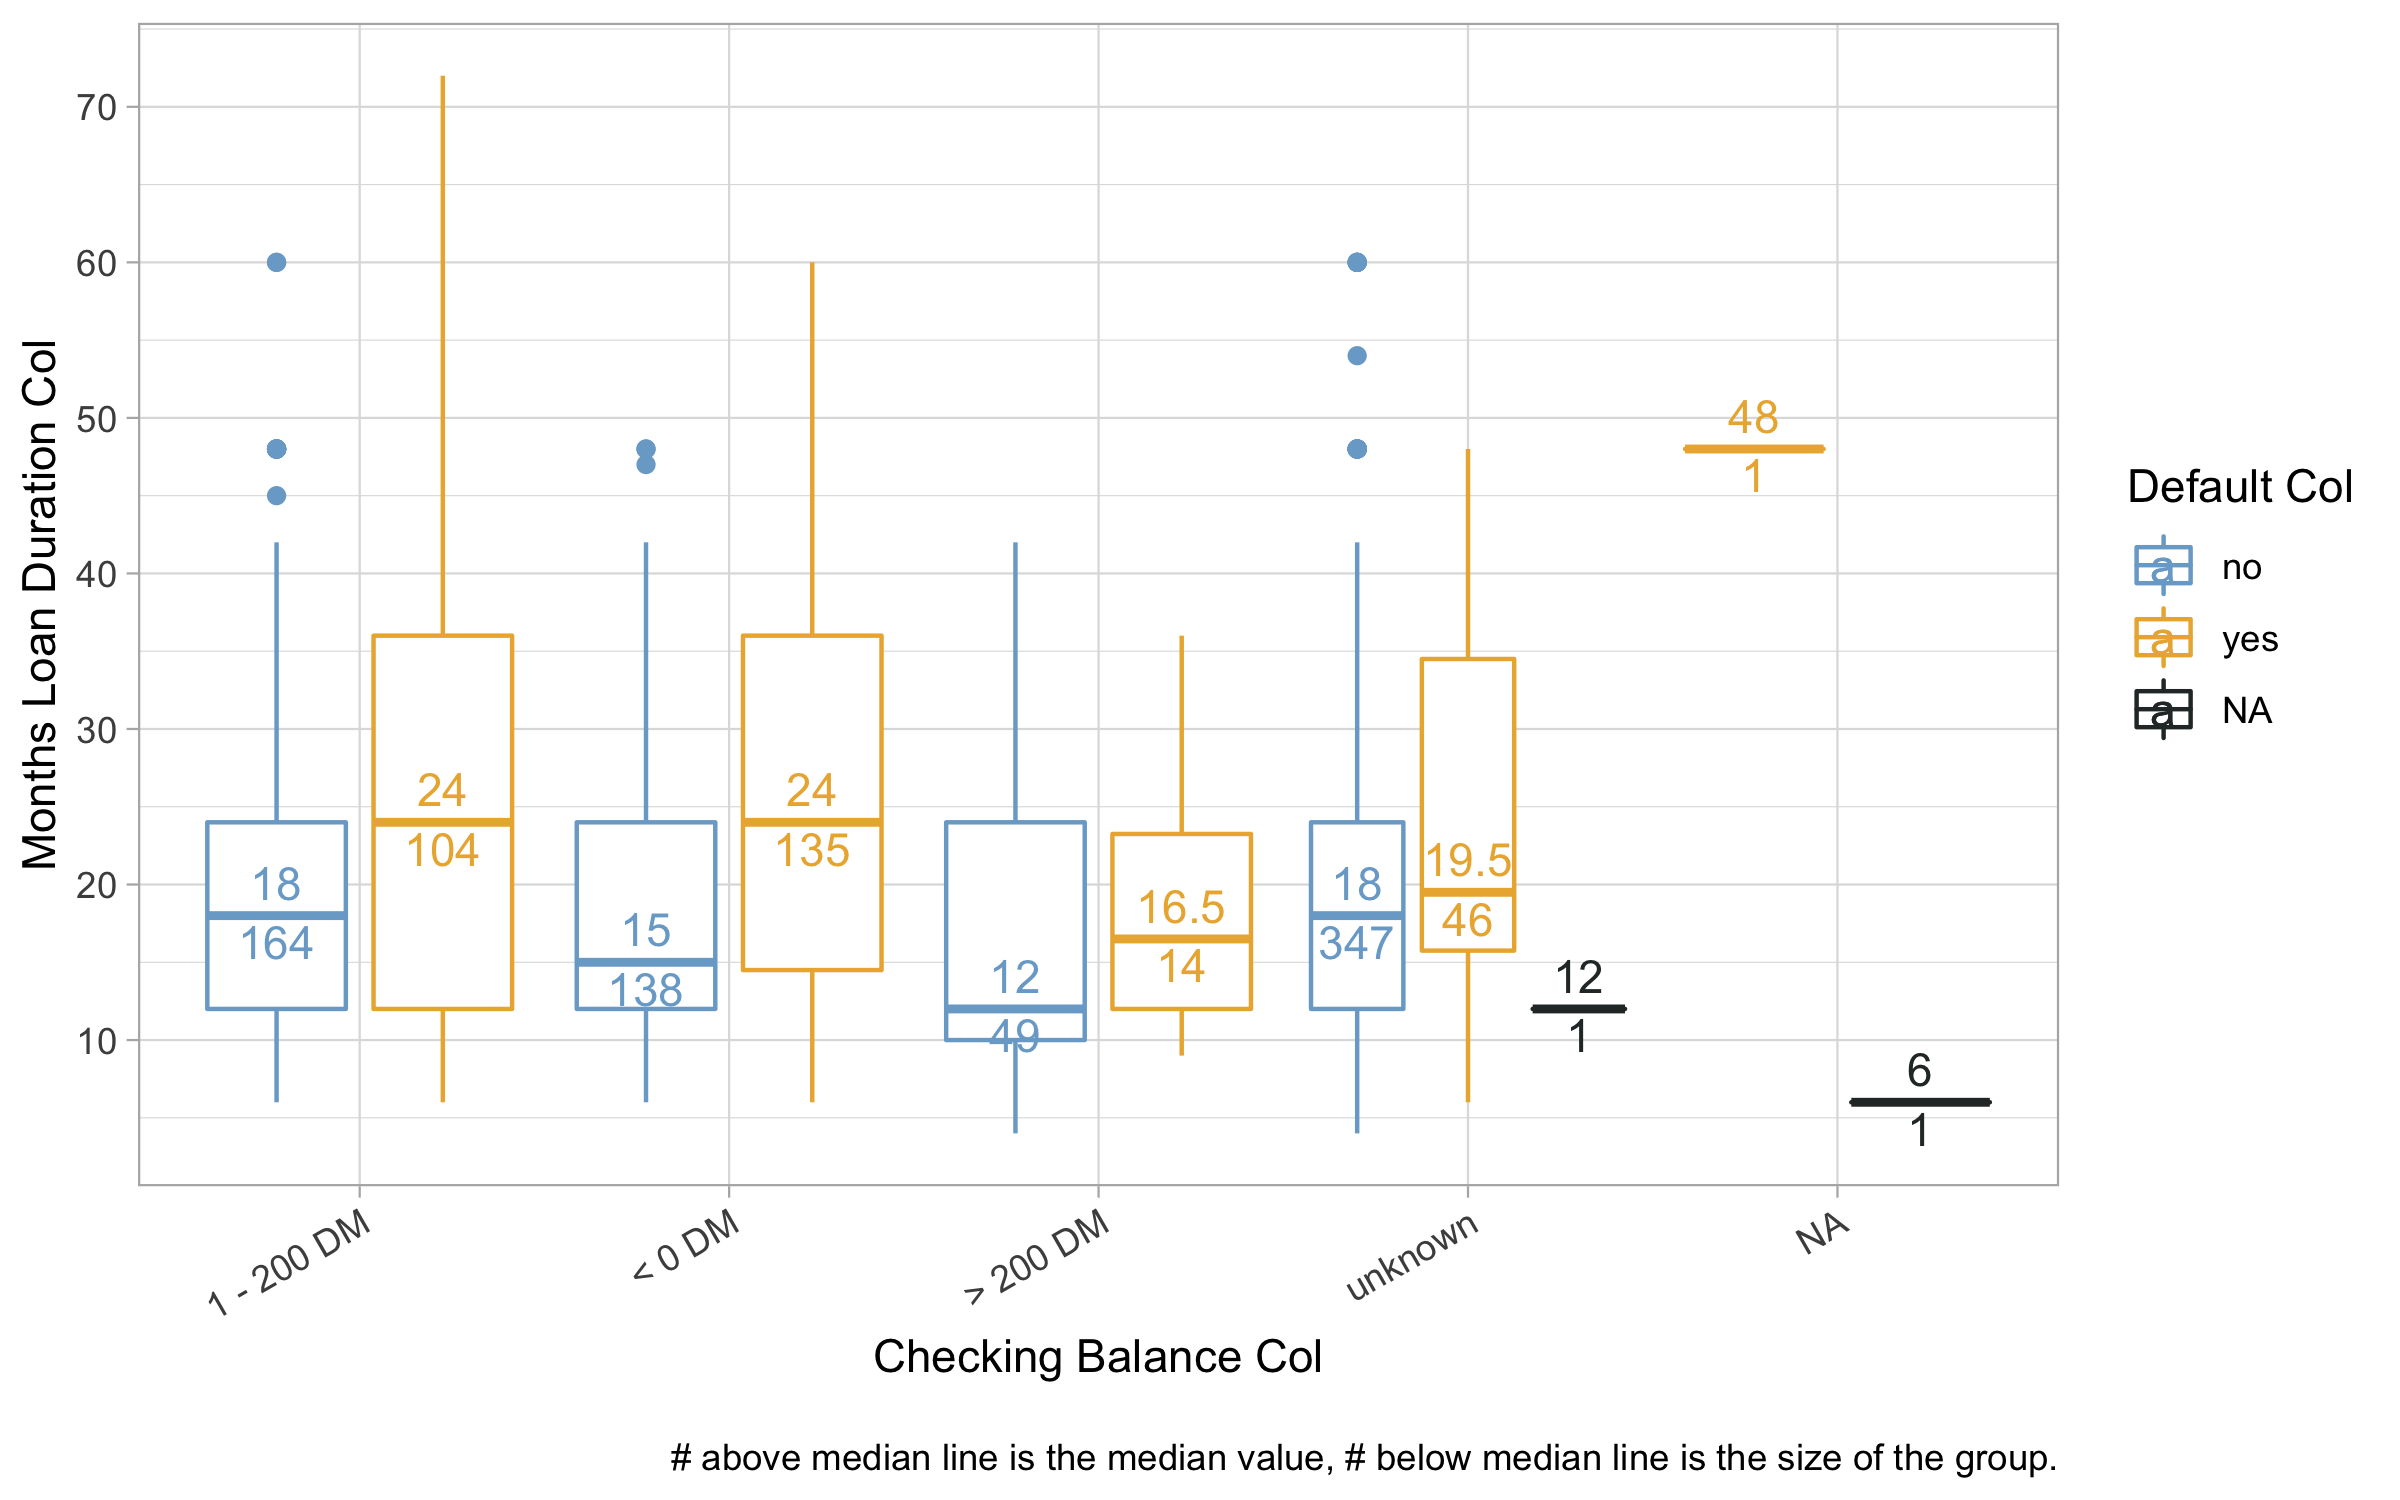 Months Loan Duration Col
70
60
50
40
30
20
10
18
164
24
104
15
138
24
135
12
49
16.5
14
18
347
19.5
46
12
1
48
1
6
1
1 - 200 DM
< 0 DM
> 200 DM
unknown
NA
Checking Balance Col
Default Col
a no
a yes
a NA
# above median line is the median value, # below median line is the size of the group.